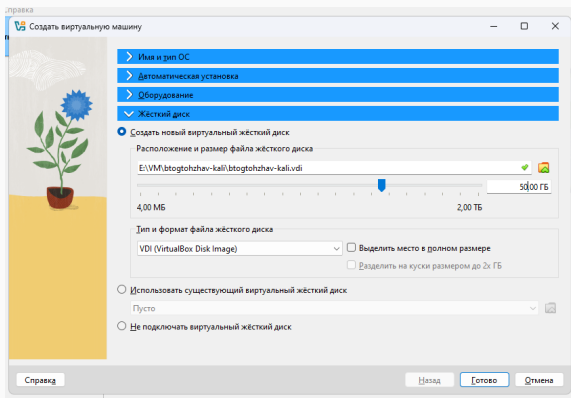 Справка
Создать виртуальную машину
Имя и тип ОС
Автоматическая установка
Оборудование
Жёсткий диск
Создать новый виртуальный жёсткий диск
Расположение и размер файла жёсткого диска
E:\VM\btogtohzhav-kali\btogtohzhav-kali.vdi
50,00 ГБ
4,00 МБ 2,00 ТБ
Тип и формат файла жёсткого диска
VDI (VirtualBox Disk Image) Выделить место в полном размере
Разделить на куски размером до 2х ГБ
Использовать существующий виртуальный жёсткий диск
Пусто
Не подключать виртуальный жёсткий диск
Справка Назад Готово Отмена